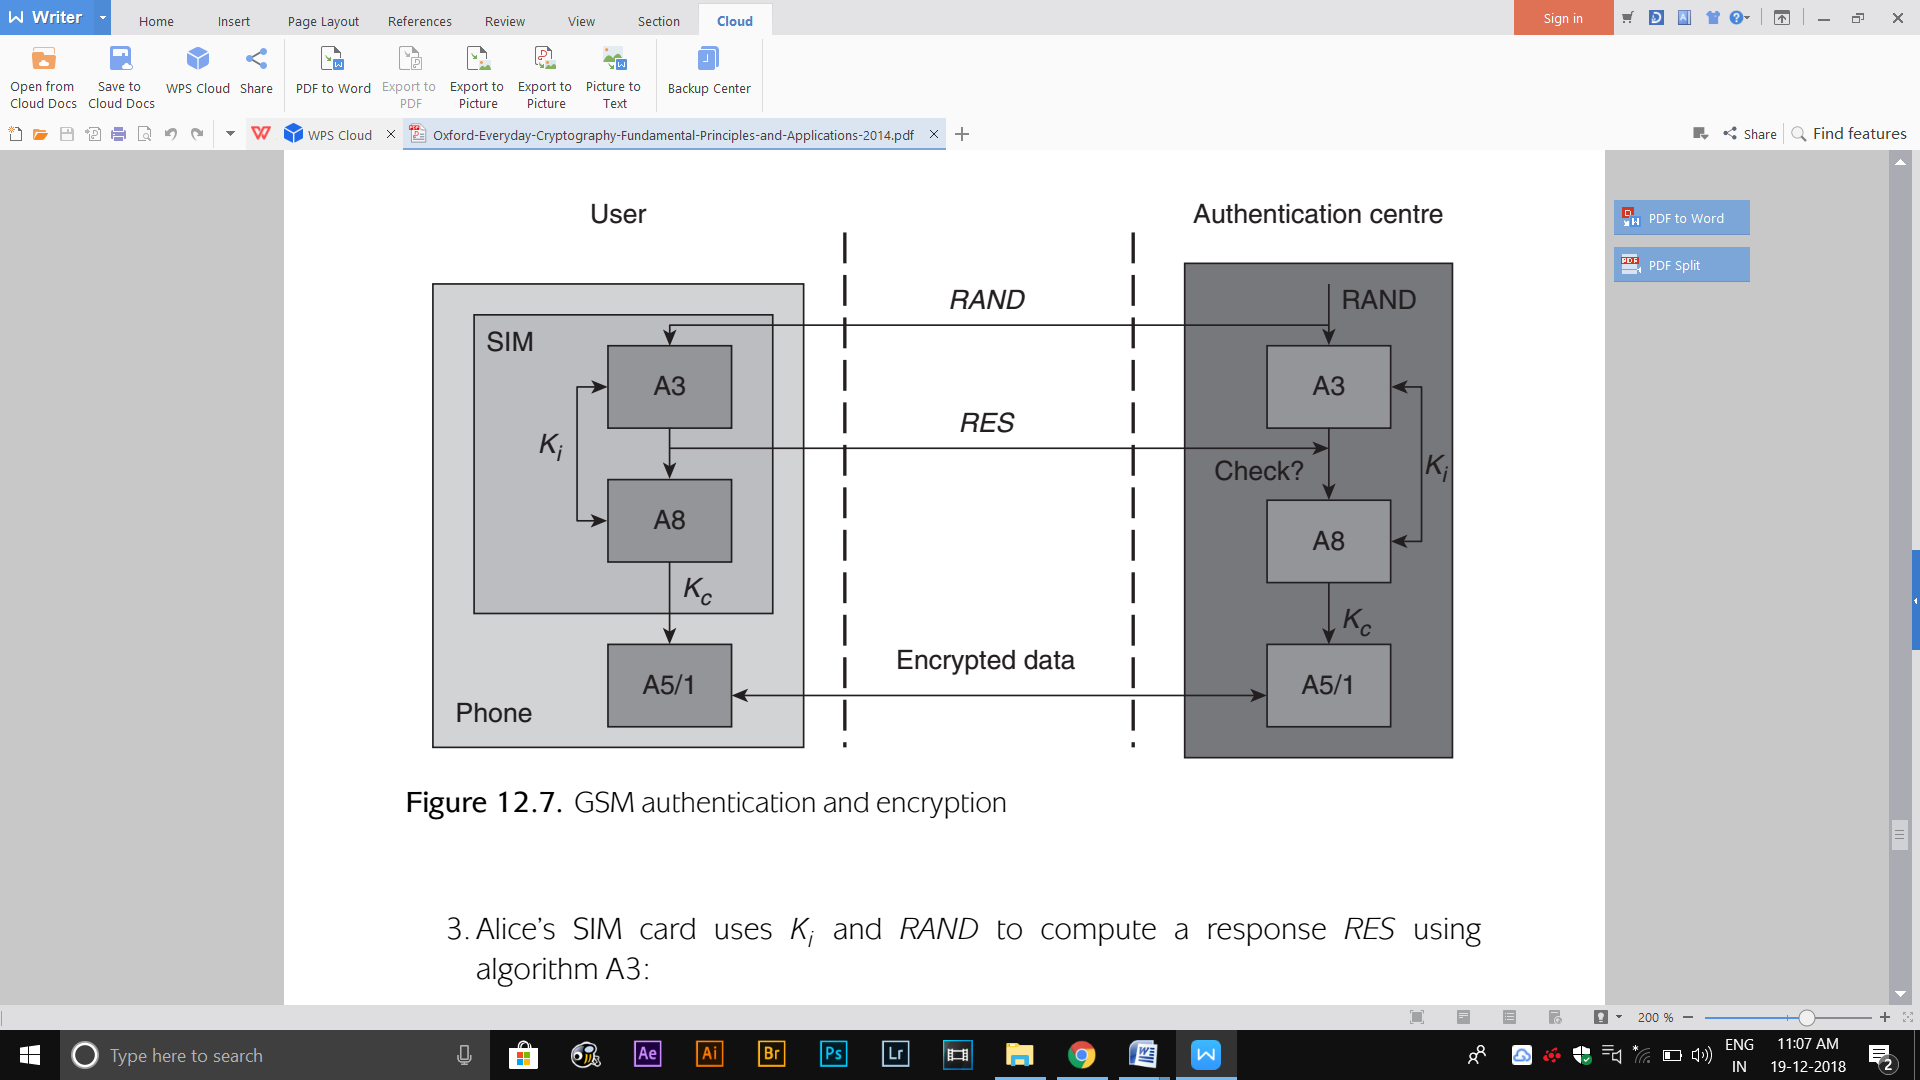 Writer
Home Insert Page Layout References Review View Section Cloud
Sign in
Open from Cloud Docs
Save to Cloud Docs
WPS Cloud
Share
PDF to Word
Export to PDF
Export to Picture
Export to Picture
Picture to Text
Backup Center
WPS Cloud
Oxford-Everyday-Cryptography-Fundamental-Principles-and-Applications-2014.pdf
Share
Find features
PDF to Word
PDF Split
User
Authentication centre
RAND
RAND
SIM
A3
A3
RES
Ki
Check?
Ki
A8
A8
Kc
Kc
Encrypted data
A5/1
A5/1
Phone
Figure 12.7. GSM authentication and encryption
3. Alice's SIM card uses Ki and RAND to compute a response RES using
algorithm A3:
200 %
Type here to search
Ae
Ai
Br
Ps
Lr
ENG
IN
11:07 AM
19-12-2018
2